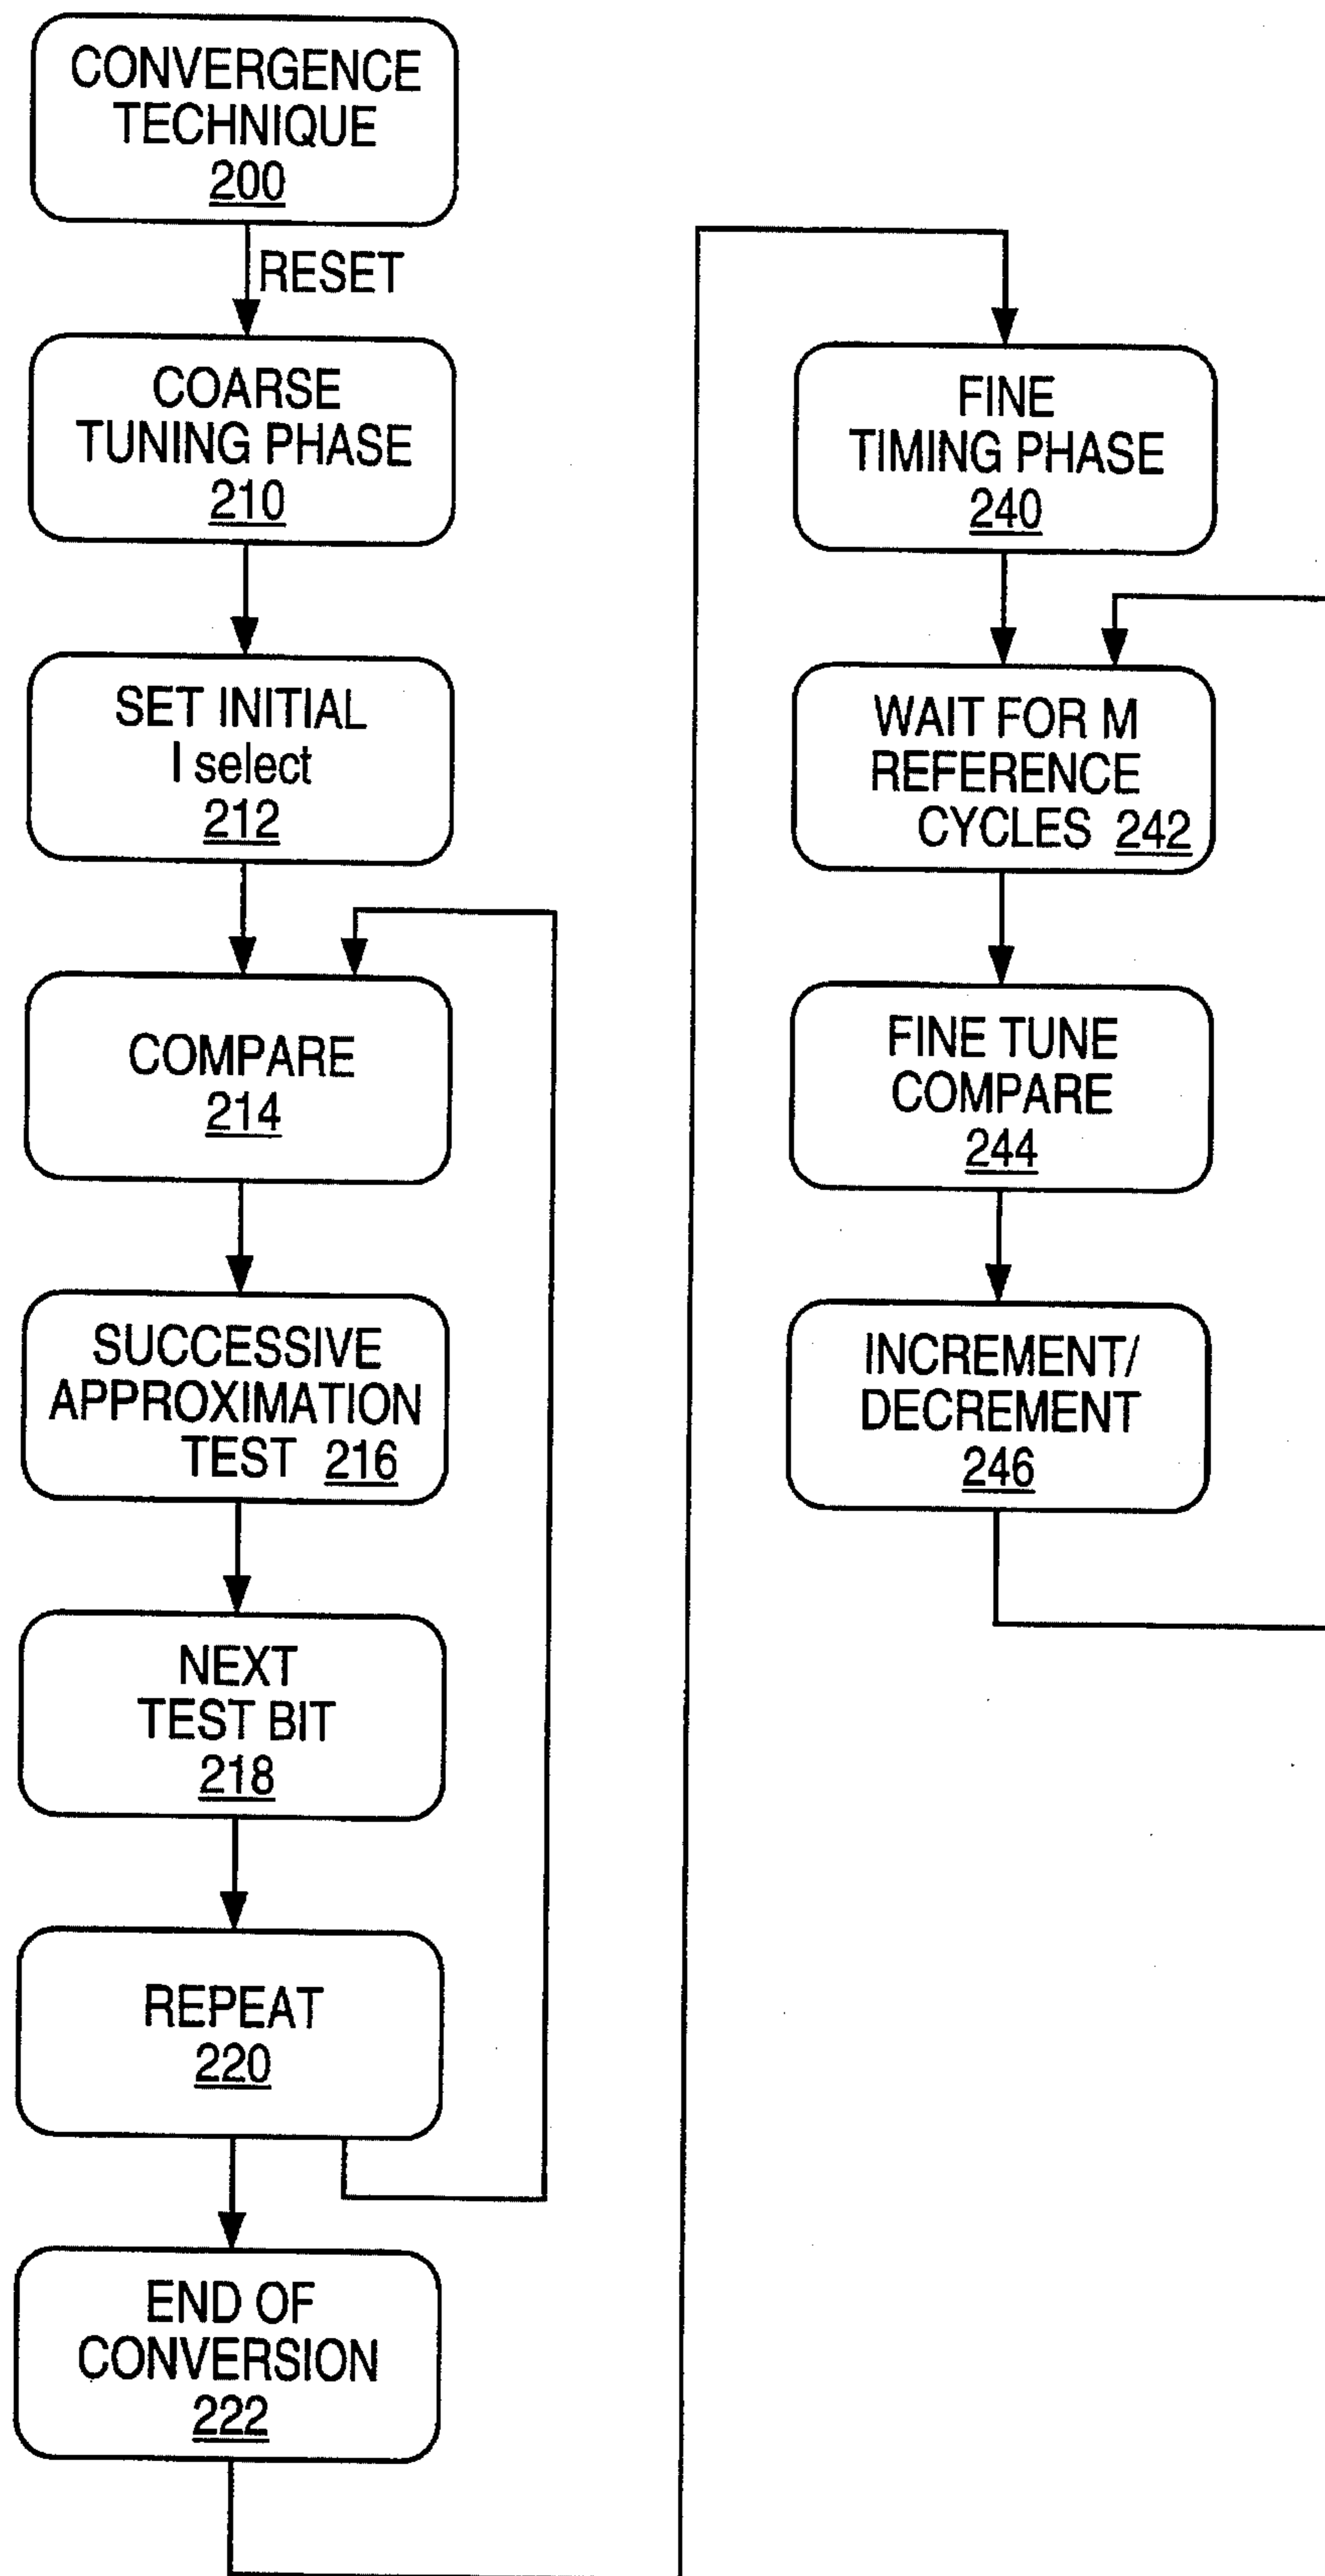 CONVERGENCE
TECHNIQUE
200
RESET
COARSE
TUNING PHASE
210
SET INITIAL
I select
212
COMPARE
214
SUCCESSIVE
APPROXIMATION
TEST 216
NEXT
TEST BIT
218
REPEAT
220
END OF
CONVERSION
222
FINE
TIMING PHASE
240
WAIT FOR M
REFERENCE
CYCLES 242
FINE TUNE
COMPARE
244
INCREMENT/
DECREMENT
246